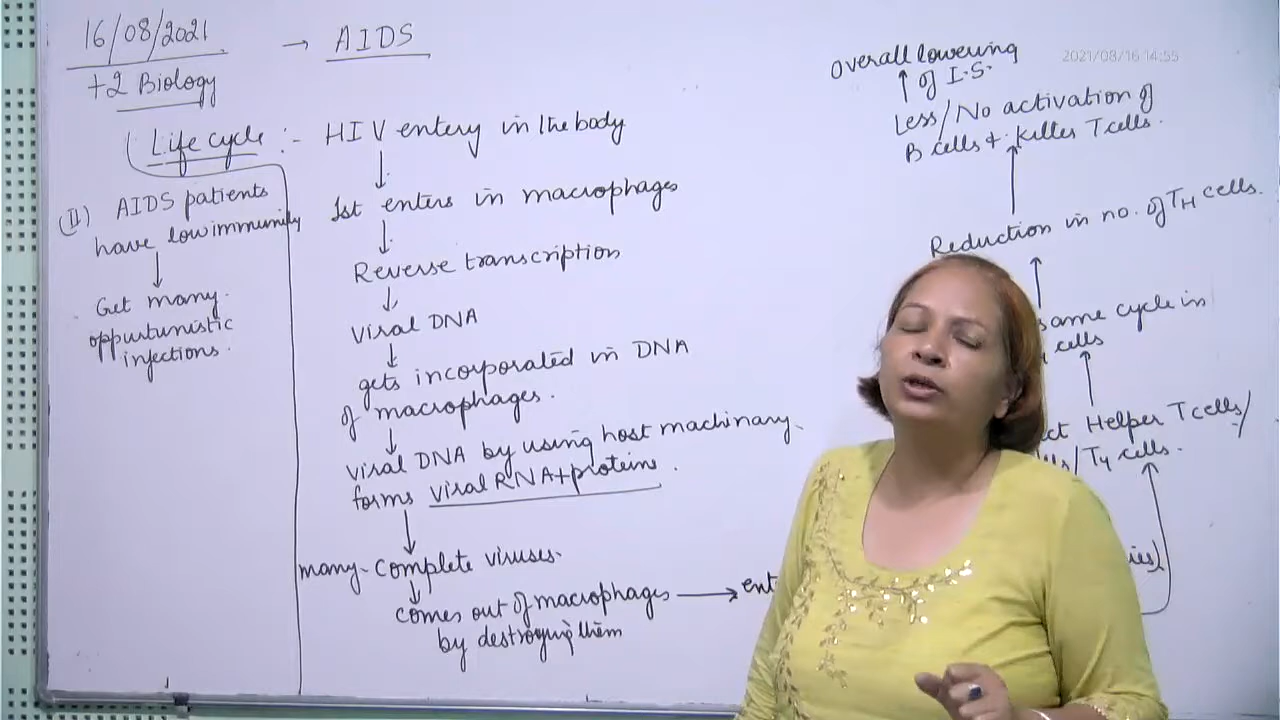 16/08/2021
+2 Biology
→ AIDS
Life cycle :- HIV entery in the body
↓
1st enters in macrophages
↓
Reverse transcription
↓
Viral DNA
↓
gets incorporated in DNA
of macrophages.
↓
Viral DNA by using host machinary
forms viral RNA + proteins.
↓
many complete viruses.
↓
comes out of macrophages →
by destroying them
(II) AIDS patients
have low immunity
↓
Get many
oppurtunistic
infections.
Overall lowering
↑ of I.S.
Less/No activation of
B cells & killer T cells.
↑
Reduction in no. of TH cells.
↑
same cycle in
cells
↑
Helper T cells/
/T4 cells.
2021/08/16 14:55